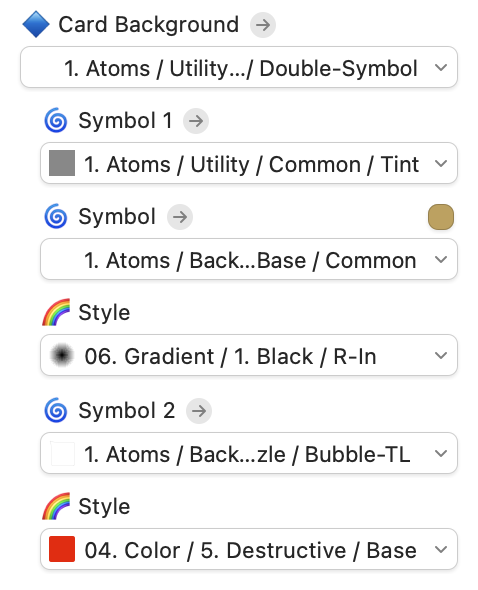 Card Background
1. Atoms / Utility.../ Double-Symbol
Symbol 1
1. Atoms / Utility / Common / Tint
Symbol
1. Atoms / Back...Base / Common
Style
06. Gradient / 1. Black / R-In
Symbol 2
1. Atoms / Back...zle / Bubble-TL
Style
04. Color / 5. Destructive / Base